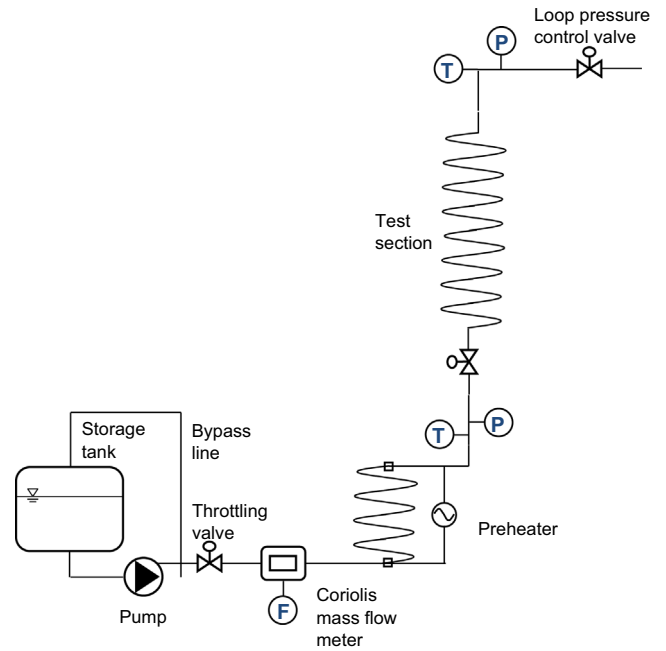 Loop pressure
control valve
P
T
Test
section
P
T
Storage
tank
Bypass
line
Throttling
valve
Preheater
Pump
F
Coriolis
mass flow
meter